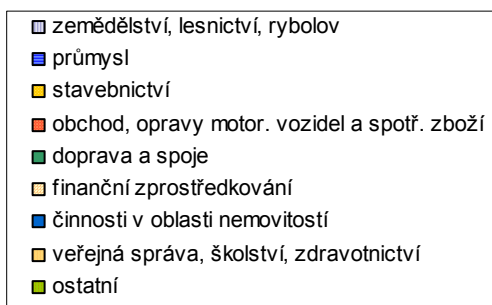 zemědělství, lesnictví, rybolov
průmysl
stavebnictví
obchod, opravy motor. vozidel a spotř. zboží
doprava a spoje
finanční zprostředkování
činnosti v oblasti nemovitostí
veřejná správa, školství, zdravotnictví
ostatní